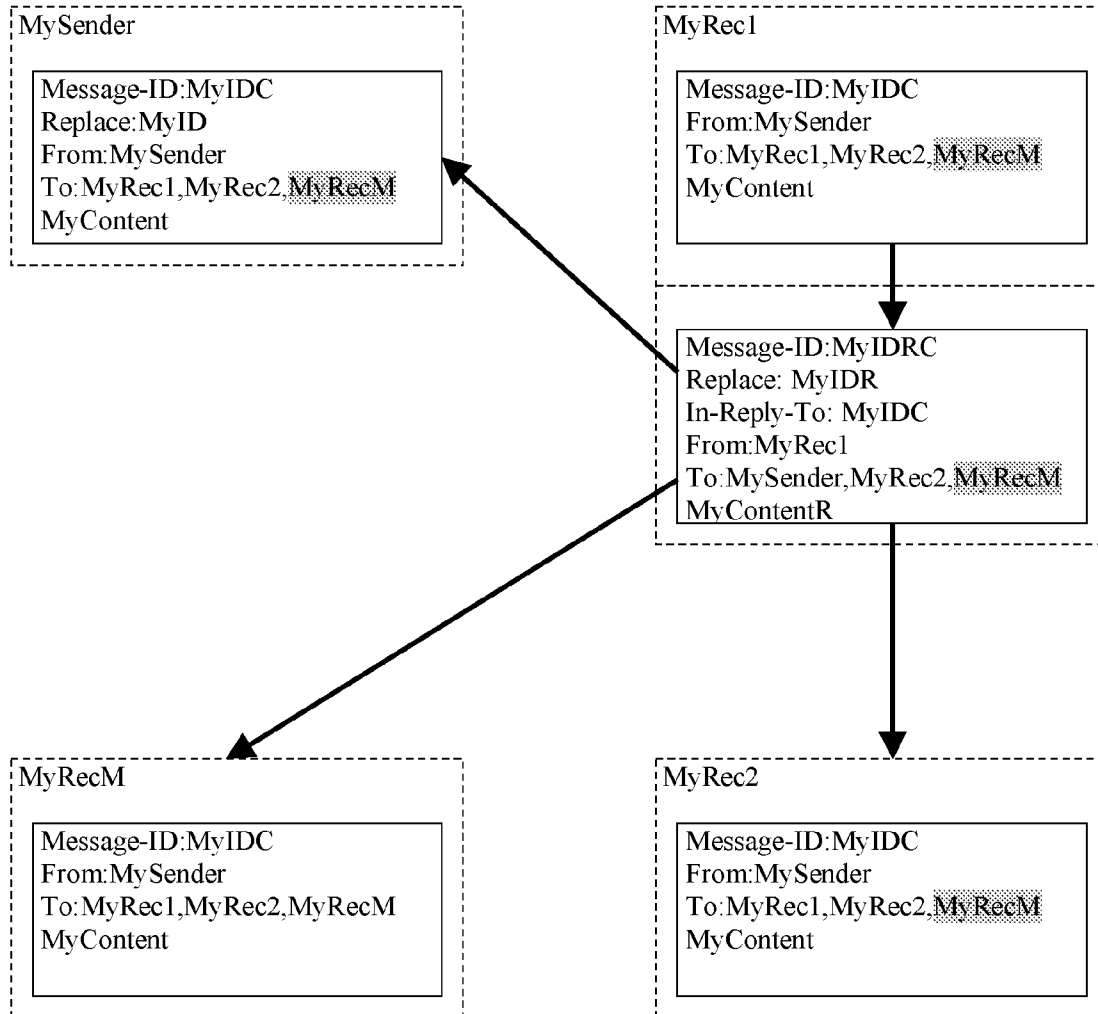 MySender
Message-ID:MyIDC
Replace:MyID
From:MySender
To:MyRec1,MyRec2,MyRecM
MyContent
MyRec1
Message-ID:MyIDC
From:MySender
To:MyRec1,MyRec2,MyRecM
MyContent
Message-ID:MyIDRC
Replace: MyIDR
In-Reply-To: MyIDC
From:MyRec1
To:MySender,MyRec2,MyRecM
MyContentR
MyRecM
Message-ID:MyIDC
From:MySender
To:MyRec1,MyRec2,MyRecM
MyContent
MyRec2
Message-ID:MyIDC
From:MySender
To:MyRec1,MyRec2,MyRecM
MyContent